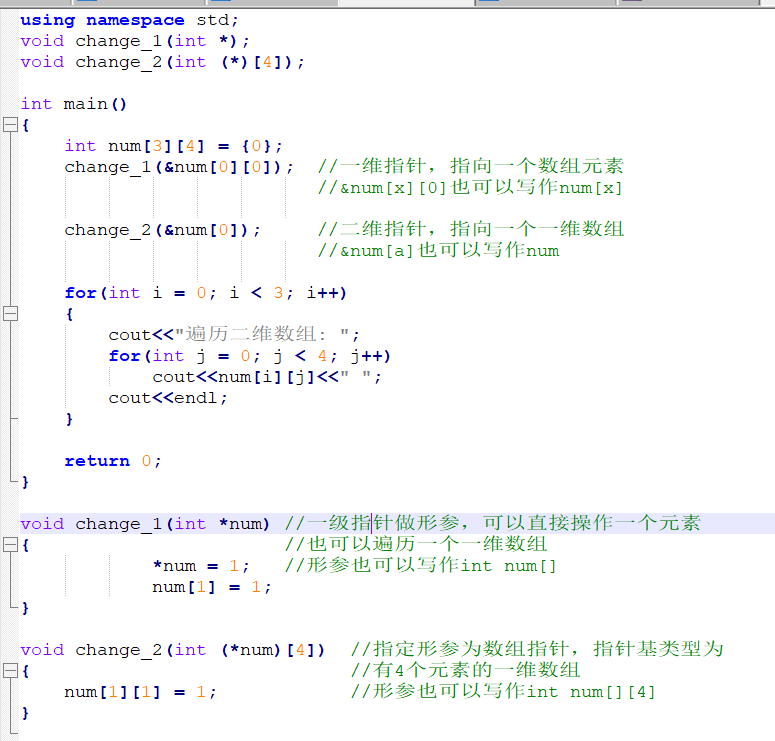 using namespace std;
void change_1(int *);
void change_2(int (*)[4]);
int main()
{
    int num[3][4] = {0};
    change_1(&num[0][0]);  //一维指针，指向一个数组元素
                           //&num[x][0]也可以写作num[x]
    change_2(&num[0]);     //二维指针，指向一个一维数组
                           //&num[a]也可以写作num
    for(int i = 0; i < 3; i++)
    {
        cout<<"遍历二维数组: ";
        for(int j = 0; j < 4; j++)
            cout<<num[i][j]<<" ";
        cout<<endl;
    }
    return 0;
}
void change_1(int *num) //一级指针做形参，可以直接操作一个元素
{                       //也可以遍历一个一维数组
            *num = 1;   //形参也可以写作int num[]
            num[1] = 1;
}
void change_2(int (*num)[4])  //指定形参为数组指针，指针基类型为
{                             //有4个元素的一维数组
    num[1][1] = 1;            //形参也可以写作int num[][4]
}